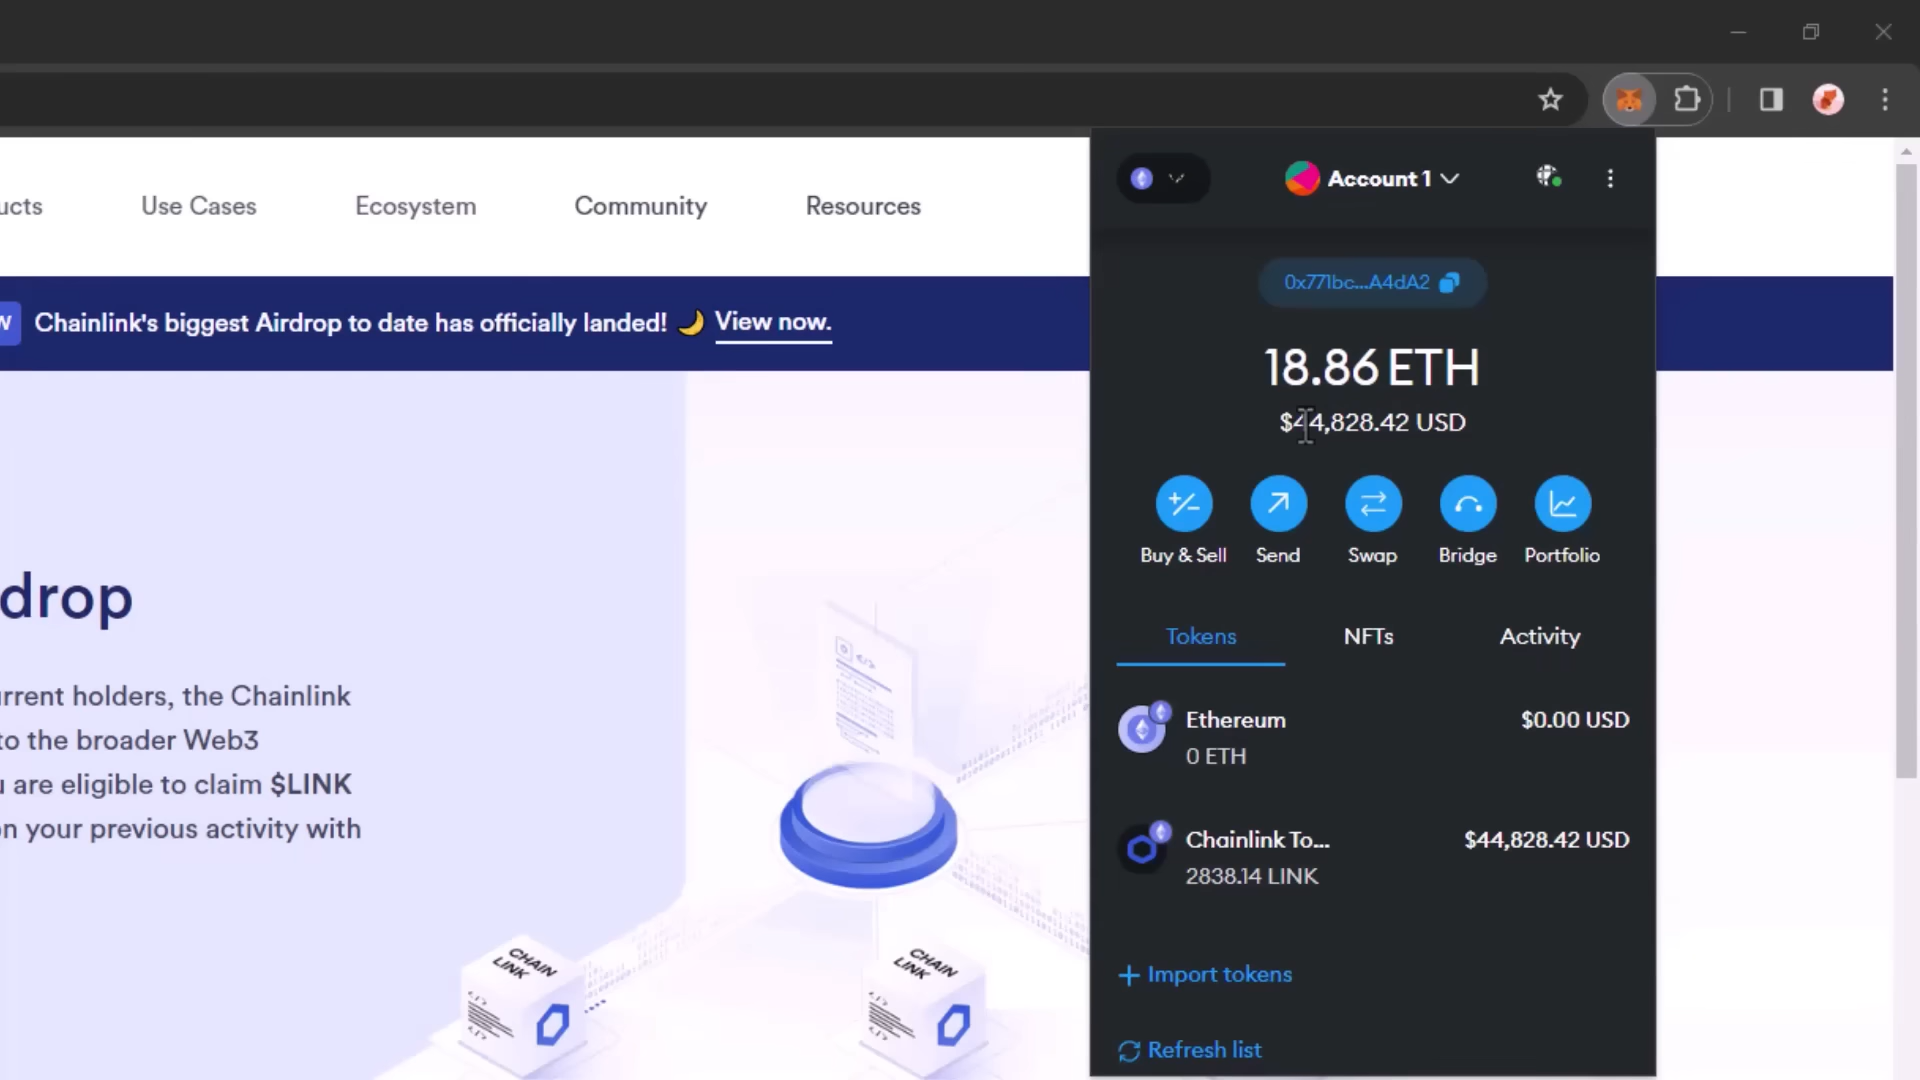 ucts
Use Cases
Ecosystem
Community
Resources
W
Chainlink's biggest Airdrop to date has officially landed! 🌙 View now.
drop
rrent holders, the Chainlink
to the broader Web3
u are eligible to claim $LINK
on your previous activity with
CHAIN
LINK
CHAIN
LINK
Account 1
0x771bc...A4dA2
18.86 ETH
$44,828.42 USD
Buy & Sell
Send
Swap
Bridge
Portfolio
Tokens
NFTs
Activity
Ethereum
$0.00 USD
0 ETH
Chainlink To...
$44,828.42 USD
2838.14 LINK
+ Import tokens
Refresh list